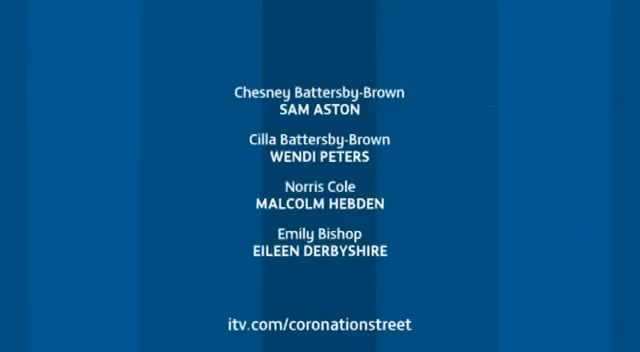 Chesney Battersby-Brown
SAM ASTON
Cilla Battersby-Brown
WENDI PETERS
Norris Cole
MALCOLM HEBDEN
Emily Bishop
EILEEN DERBYSHIRE
itv.com/coronationstreet